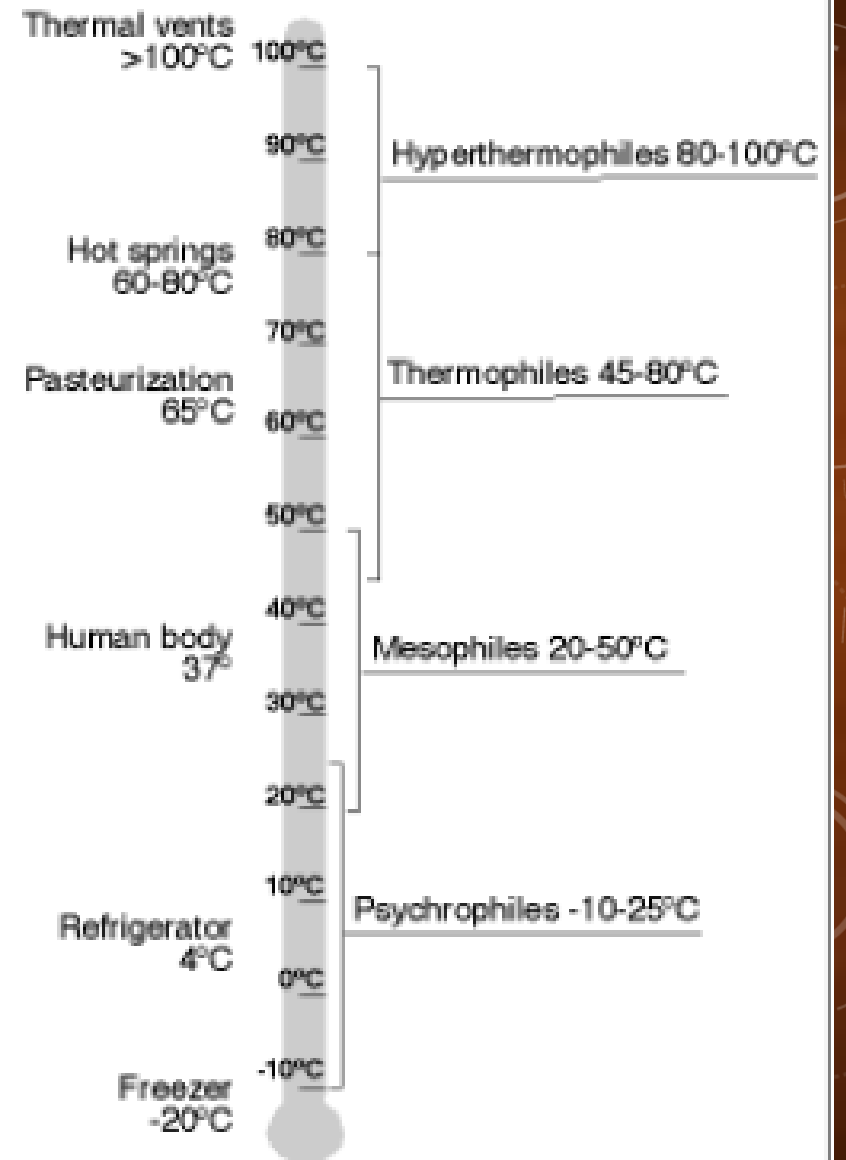 Thermal vents
>100°C
100°C
90°C
Hyperthermophiles 80-100°C
80°C
Hot springs
60-80°C
70°C
Pasteurization
65°C
Thermophiles 45-80°C
60°C
50°C
40°C
Human body
37°
Mesophiles 20-50°C
30°C
20°C
10°C
Psychrophiles -10-25°C
Refrigerator
4°C
0°C
-10°C
Freezer
-20°C